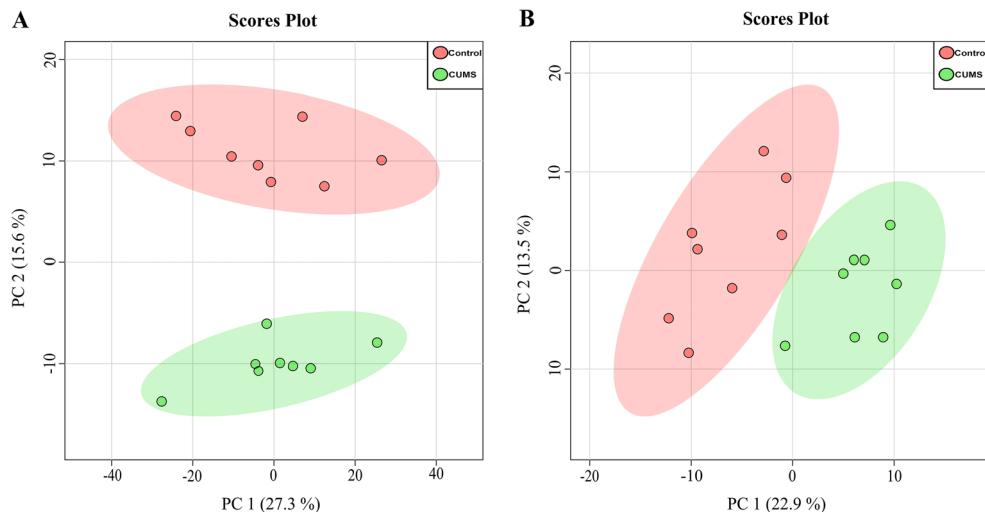 A
Scores Plot
Control
CUMS
20
10
0
10
PC 2 (15.6 %)
-40
-20
0
20
40
PC 1 (27.3 %)
B
Scores Plot
Control
CUMS
20
10
0
10
PC 2 (13.5 %)
-20
-10
0
10
PC 1 (22.9 %)